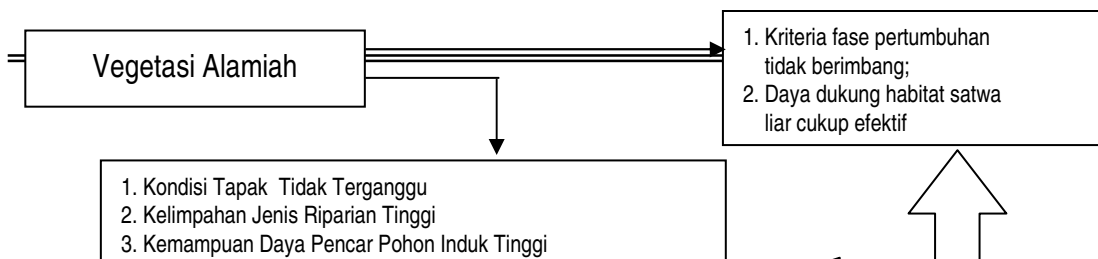 Vegetasi Alamiah
1. Kriteria fase pertumbuhan
tidak berimbang;
2. Daya dukung habitat satwa
liar cukup efektif
1. Kondisi Tapak Tidak Terganggu
2. Kelimpahan Jenis Riparian Tinggi
3. Kemampuan Daya Pencar Pohon Induk Tinggi